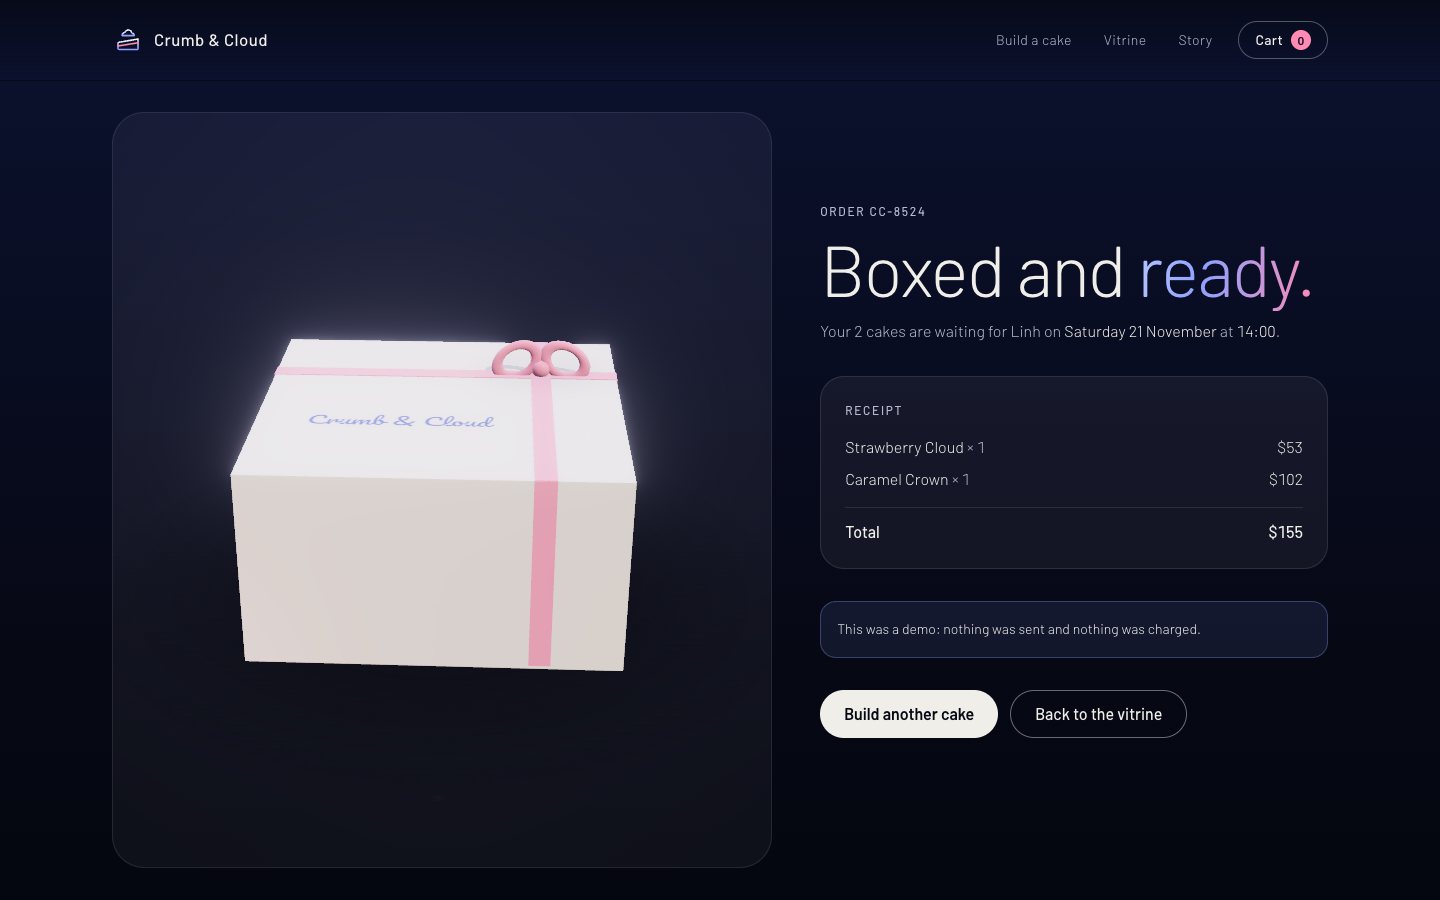 Crumb & Cloud
Build a cake
Vitrine
Story
Cart 0
Crumb & Cloud
ORDER CC-8524
Boxed and ready.
Your 2 cakes are waiting for Linh on Saturday 21 November at 14:00.
RECEIPT
Strawberry Cloud × 1 $53
Caramel Crown × 1 $102
Total $155
This was a demo: nothing was sent and nothing was charged.
Build another cake
Back to the vitrine